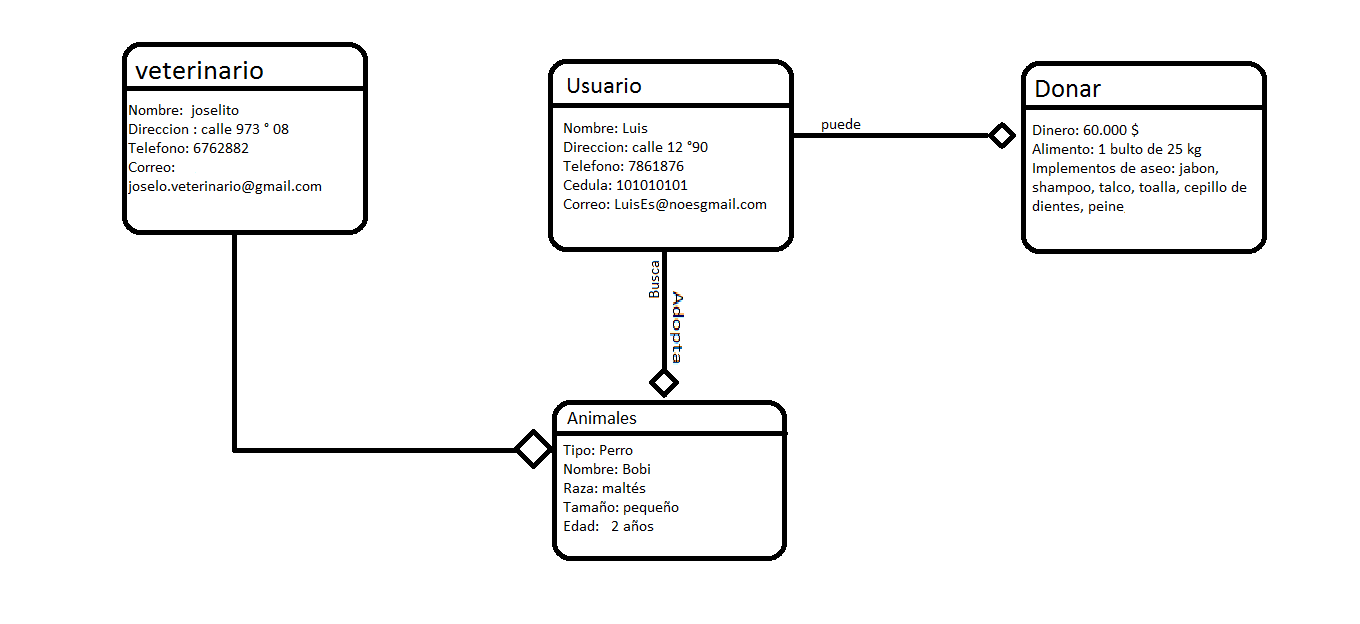 veterinario
Nombre:  joselito
Direccion : calle 973 ° 08
Telefono: 6762882
Correo:
joselo.veterinario@gmail.com
Usuario
Nombre: Luis
Direccion: calle 12 °90
Telefono: 7861876
Cedula: 101010101
Correo: LuisEs@noesgmail.com
puede
Donar
Dinero: 60.000 $
Alimento: 1 bulto de 25 kg
Implementos de aseo: jabon,
shampoo, talco, toalla, cepillo de
dientes, peine
Busca
Adopta
Animales
Tipo: Perro
Nombre: Bobi
Raza: maltés
Tamaño: pequeño
Edad:   2 años